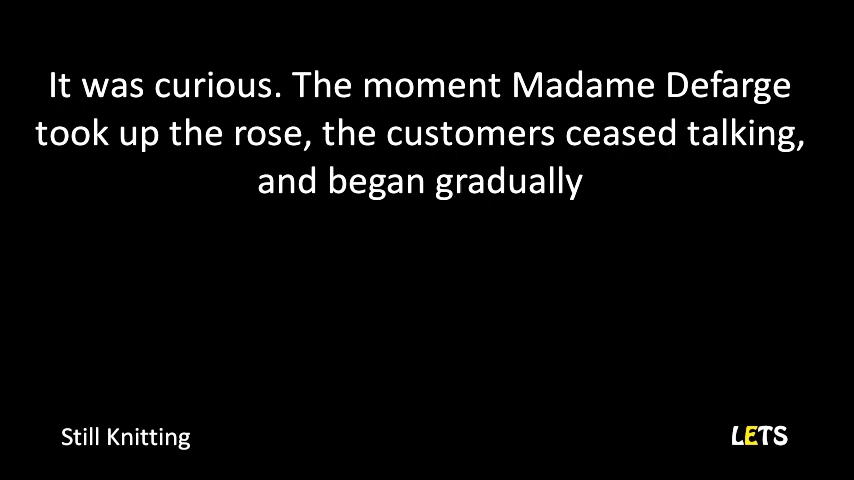 It was curious. The moment Madame Defarge
took up the rose, the customers ceased talking,
and began gradually
Still Knitting
LETS